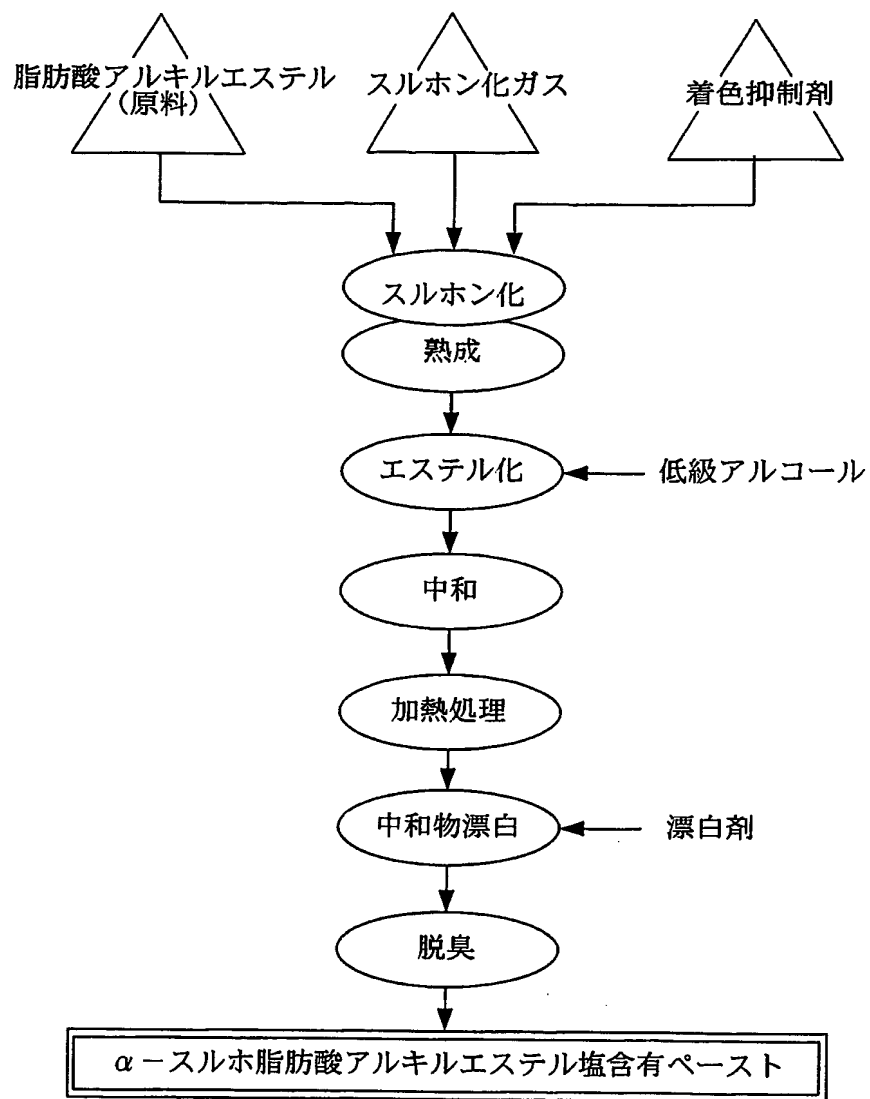 脂肪酸アルキルエステル
(原料)
スルホン化ガス
着色抑制剤
スルホン化
熟成
エステル化
低級アルコール
中和
加熱処理
中和物漂白
漂白剤
脱臭
α-スルホ脂肪酸アルキルエステル塩含有ペースト